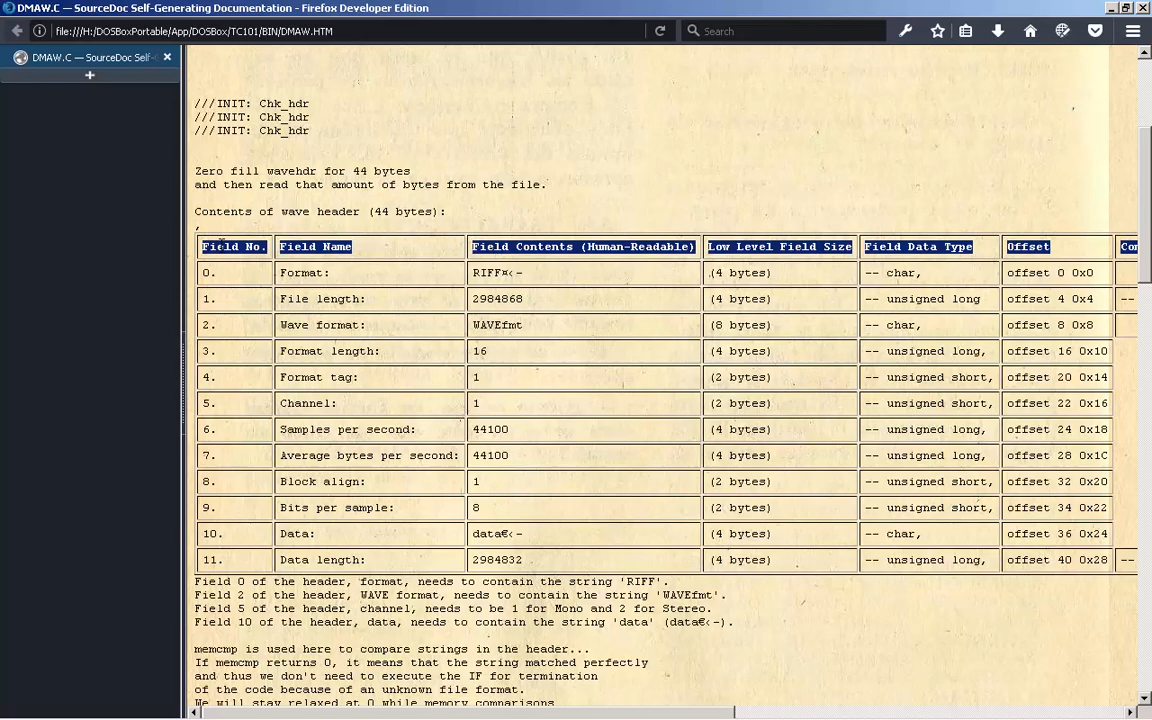 DMAW.C — SourceDoc Self-Generating Documentation - Firefox Developer Edition
file:///H:/DOSBoxPortable/App/DOSBox/TC101/BIN/DMAW.HTM
Search
DMAW.C — SourceDoc Self-
///INIT: Chk_hdr
///INIT: Chk_hdr
///INIT: Chk_hdr
Zero fill wavehdr for 44 bytes
and then read that amount of bytes from the file.
Contents of wave header (44 bytes):
,
Field No. Field Name Field Contents (Human-Readable) Low Level Field Size Field Data Type Offset Con
0. Format: RIFF¤‹- (4 bytes) -- char, offset 0 0x0
1. File length: 2984868 (4 bytes) -- unsigned long offset 4 0x4 --
2. Wave format: WAVEfmt (8 bytes) -- char, offset 8 0x8
3. Format length: 16 (4 bytes) -- unsigned long, offset 16 0x10
4. Format tag: 1 (2 bytes) -- unsigned short, offset 20 0x14
5. Channel: 1 (2 bytes) -- unsigned short, offset 22 0x16
6. Samples per second: 44100 (4 bytes) -- unsigned long, offset 24 0x18
7. Average bytes per second: 44100 (4 bytes) -- unsigned long, offset 28 0x1C
8. Block align: 1 (2 bytes) -- unsigned short, offset 32 0x20
9. Bits per sample: 8 (2 bytes) -- unsigned short, offset 34 0x22
10. Data: data€‹- (4 bytes) -- char, offset 36 0x24
11. Data length: 2984832 (4 bytes) -- unsigned long, offset 40 0x28 --
Field 0 of the header, format, needs to contain the string 'RIFF'.
Field 2 of the header, WAVE format, needs to contain the string 'WAVEfmt'.
Field 5 of the header, channel, needs to be 1 for Mono and 2 for Stereo.
Field 10 of the header, data, needs to contain the string 'data' (data€‹-).
memcmp is used here to compare strings in the header...
If memcmp returns 0, it means that the string matched perfectly
and thus we don't need to execute the IF for termination
of the code because of an unknown file format.
We will stay relaxed at 0 while memory comparisons